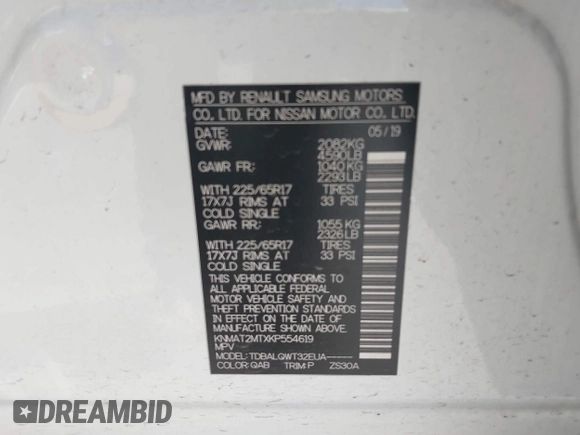 MFD BY RENAULT SAMSUNG MOTORS
CO., LTD. FOR NISSAN MOTOR CO., LTD.
DATE: 05/19
GVWR: 2082KG
4590LB
GAWR FR: 1040 KG
2293LB
WITH 225/65R17 TIRES
17X7J RIMS AT 33 PSI
COLD SINGLE
GAWR RR: 1055 KG
2326LB
WITH 225/65R17 TIRES
17X7J RIMS AT 33 PSI
COLD SINGLE
THIS VEHICLE CONFORMS TO
ALL APPLICABLE FEDERAL
MOTOR VEHICLE SAFETY AND
THEFT PREVENTION STANDARDS
IN EFFECT ON THE DATE OF
MANUFACTURE SHOWN ABOVE.
KNMAT2MTXKP554619
MPV
MODEL: TDBALGWT32EUA-----
COLOR: QAB TRIM: P ZS30A
DREAMBID